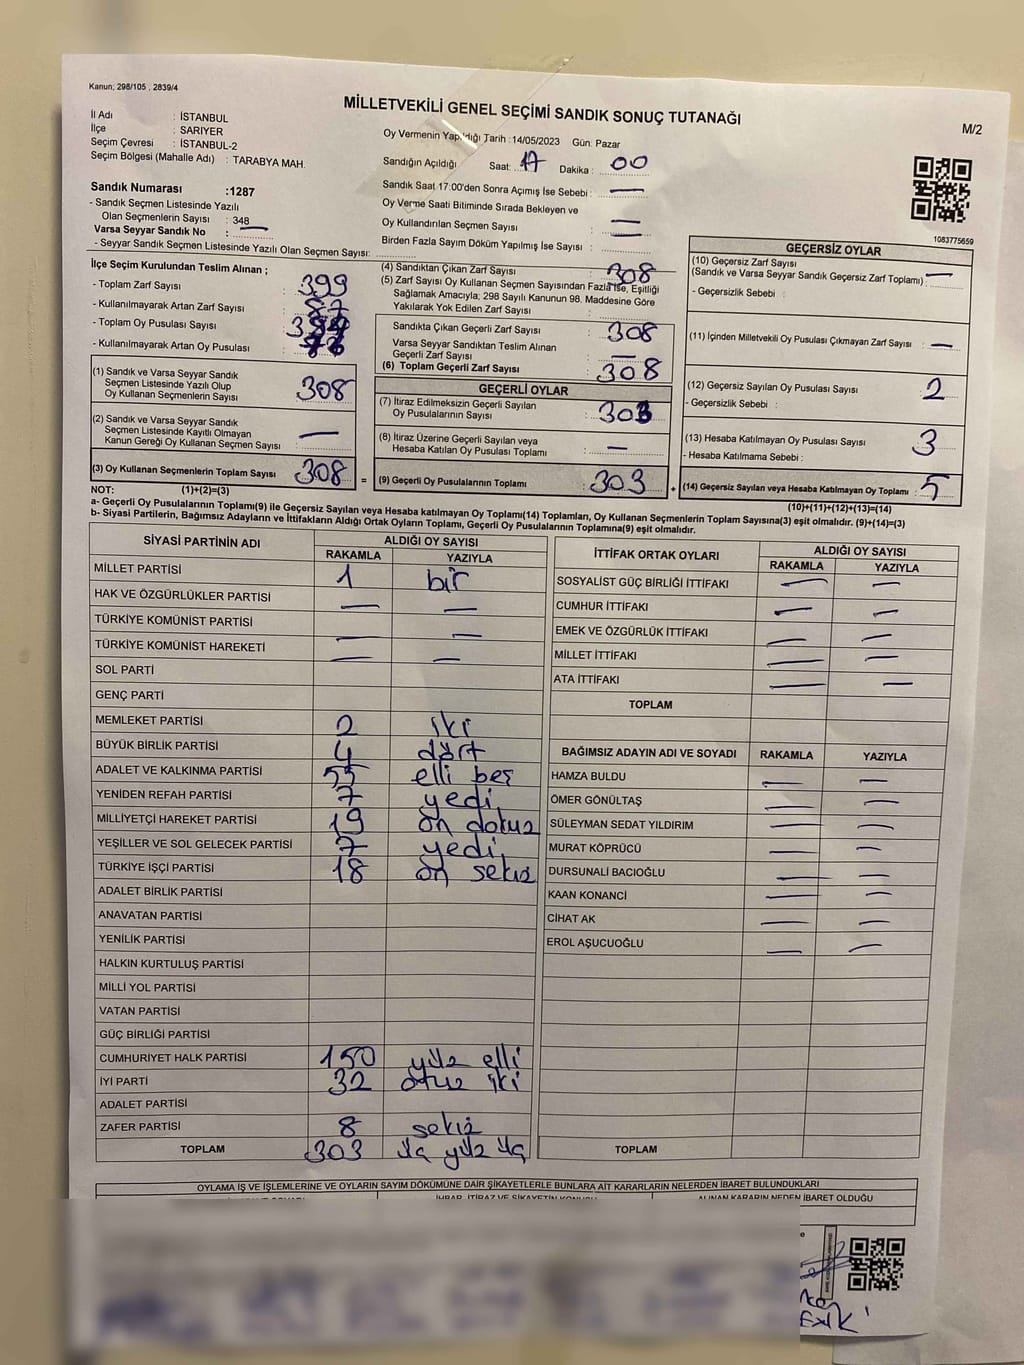 Kanun; 298/105 , 2839/4
MİLLETVEKİLİ GENEL SEÇİMİ SANDIK SONUÇ TUTANAĞI
M/2
İl Adı : İSTANBUL
İlçe : SARIYER
Seçim Çevresi : İSTANBUL-2
Seçim Bölgesi (Mahalle Adı) : TARABYA MAH.
Oy Vermenin Yapıldığı Tarih :14/05/2023 Gün: Pazar
Sandığın Açıldığı Saat: 17 Dakika : 00
Sandık Saat 17:00'den Sonra Açımış İse Sebebi : —
Oy Verme Saati Bitiminde Sırada Bekleyen ve
Oy Kullandırılan Seçmen Sayısı : —
Birden Fazla Sayım Döküm Yapılmış İse Sayısı : —
Sandık Numarası :1287
- Sandık Seçmen Listesinde Yazılı
Olan Seçmenlerin Sayısı : 348
Varsa Seyyar Sandık No : —
- Seyyar Sandık Seçmen Listesinde Yazılı Olan Seçmen Sayısı:
1083775659
İlçe Seçim Kurulundan Teslim Alınan ;
- Toplam Zarf Sayısı : 399
- Kullanılmayarak Artan Zarf Sayısı :
- Toplam Oy Pusulası Sayısı :
- Kullanılmayarak Artan Oy Pusulası :
(1) Sandık ve Varsa Seyyar Sandık
Seçmen Listesinde Yazılı Olup
Oy Kullanan Seçmenlerin Sayısı : 308
(2) Sandık ve Varsa Seyyar Sandık
Seçmen Listesinde Kayıtlı Olmayan
Kanun Gereği Oy Kullanan Seçmen Sayısı : —
(3) Oy Kullanan Seçmenlerin Toplam Sayısı : 308 =
(4) Sandıktan Çıkan Zarf Sayısı : 308
(5) Zarf Sayısı Oy Kullanan Seçmen Sayısından Fazla İse, Eşitliği
Sağlamak Amacıyla; 298 Sayılı Kanunun 98. Maddesine Göre
Yakılarak Yok Edilen Zarf Sayısı :
Sandıkta Çıkan Geçerli Zarf Sayısı : 308
Varsa Seyyar Sandıktan Teslim Alınan
Geçerli Zarf Sayısı : —
(6) Toplam Geçerli Zarf Sayısı : 308
GEÇERLİ OYLAR
(7) İtiraz Edilmeksizin Geçerli Sayılan
Oy Pusulalarının Sayısı : 303
(8) İtiraz Üzerine Geçerli Sayılan veya
Hesaba Katılan Oy Pusulası Toplamı : —
(9) Geçerli Oy Pusulalarının Toplamı : 303 +
GEÇERSİZ OYLAR
(10) Geçersiz Zarf Sayısı
(Sandık ve Varsa Seyyar Sandık Geçersiz Zarf Toplamı) : —
- Geçersizlik Sebebi :
(11) İçinden Milletvekili Oy Pusulası Çıkmayan Zarf Sayısı : —
(12) Geçersiz Sayılan Oy Pusulası Sayısı : 2
- Geçersizlik Sebebi :
(13) Hesaba Katılmayan Oy Pusulası Sayısı : 3
- Hesaba Katılmama Sebebi :
(14) Geçersiz Sayılan veya Hesaba Katılmayan Oy Toplamı : 5
NOT: (1)+(2)=(3)
(10)+(11)+(12)+(13)=(14)
a- Geçerli Oy Pusulalarının Toplamı(9) ile Geçersiz Sayılan veya Hesaba katılmayan Oy Toplamı(14) Toplamları, Oy Kullanan Seçmenlerin Toplam Sayısına(3) eşit olmalıdır. (9)+(14)=(3)
b- Siyasi Partilerin, Bağımsız Adayların ve İttifakların Aldığı Ortak Oyların Toplamı, Geçerli Oy Pusulalarının Toplamına(9) eşit olmalıdır.
SİYASİ PARTİNİN ADI ALDIĞI OY SAYISI
RAKAMLA YAZIYLA
MİLLET PARTİSİ 1 bir
HAK VE ÖZGÜRLÜKLER PARTİSİ — —
TÜRKİYE KOMÜNİST PARTİSİ — —
TÜRKİYE KOMÜNİST HAREKETİ — —
SOL PARTİ
GENÇ PARTİ
MEMLEKET PARTİSİ 2 iki
BÜYÜK BİRLİK PARTİSİ 4 dört
ADALET VE KALKINMA PARTİSİ 55 elli beş
YENİDEN REFAH PARTİSİ 7 yedi
MİLLİYETÇİ HAREKET PARTİSİ 19 on dokuz
YEŞİLLER VE SOL GELECEK PARTİSİ 7 yedi
TÜRKİYE İŞÇİ PARTİSİ 18 on sekiz
ADALET BİRLİK PARTİSİ
ANAVATAN PARTİSİ
YENİLİK PARTİSİ
HALKIN KURTULUŞ PARTİSİ
MİLLİ YOL PARTİSİ
VATAN PARTİSİ
GÜÇ BİRLİĞİ PARTİSİ
CUMHURİYET HALK PARTİSİ 150 yüz elli
İYİ PARTİ 32 otuz iki
ADALET PARTİSİ
ZAFER PARTİSİ 8 sekiz
TOPLAM 303 üç yüz üç
İTTİFAK ORTAK OYLARI ALDIĞI OY SAYISI
RAKAMLA YAZIYLA
SOSYALİST GÜÇ BİRLİĞİ İTTİFAKI — —
CUMHUR İTTİFAKI — —
EMEK VE ÖZGÜRLÜK İTTİFAKI — —
MİLLET İTTİFAKI — —
ATA İTTİFAKI — —
TOPLAM
BAĞIMSIZ ADAYIN ADI VE SOYADI RAKAMLA YAZIYLA
HAMZA BULDU — —
ÖMER GÖNÜLTAŞ — —
SÜLEYMAN SEDAT YILDIRIM — —
MURAT KÖPRÜCÜ — —
DURSUNALİ BACIOĞLU — —
KAAN KONANCİ — —
CİHAT AK — —
EROL AŞUCUOĞLU — —
TOPLAM
OYLAMA İŞ VE İŞLEMLERİNE VE OYLARIN SAYIM DÖKÜMÜNE DAİR ŞİKAYETLERLE BUNLARA AİT KARARLARIN NELERDEN İBARET BULUNDUKLARI
İHBAR, İTİRAZ VE ŞİKAYETİN KONUSU ALINAN KARARIN NEDEN İBARET OLDUĞU